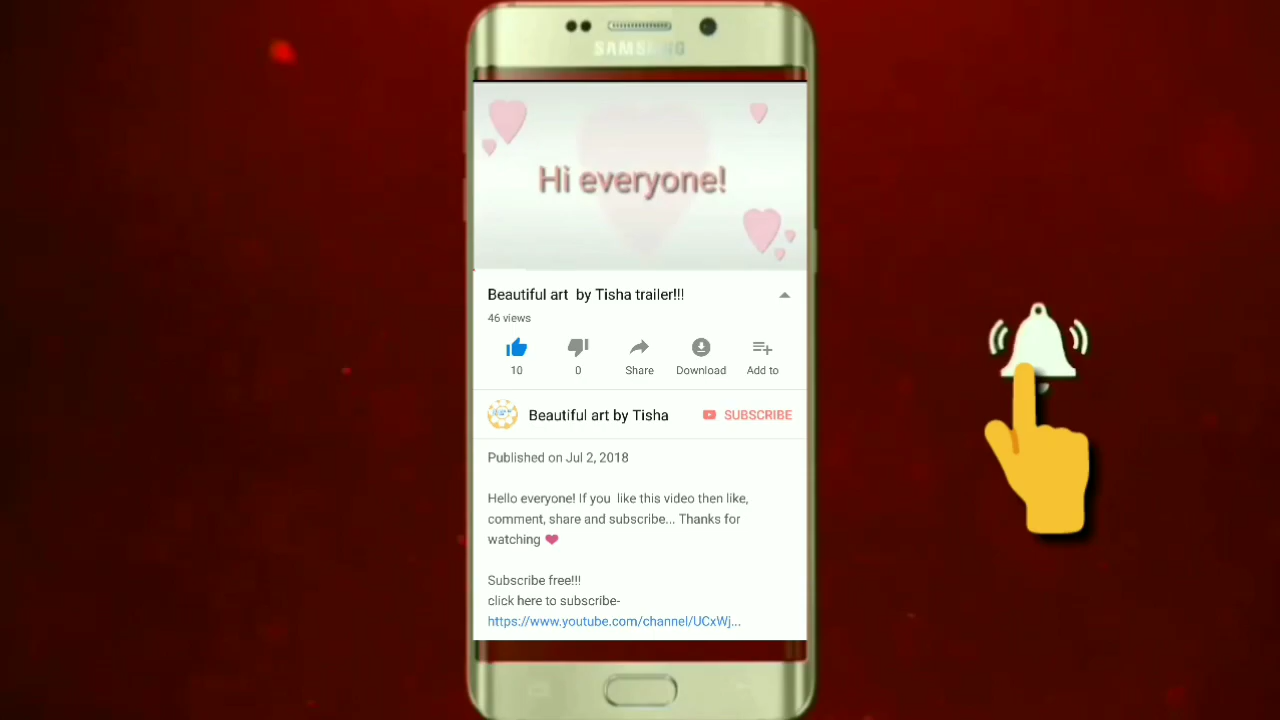 SAMSUNG
Hi everyone!
Beautiful art  by Tisha trailer!!!
46 views
10
0
Share
Download
Add to
Beautiful art by Tisha
SUBSCRIBE
Published on Jul 2, 2018
Hello everyone! If you  like this video then like,
comment, share and subscribe... Thanks for
watching ❤
Subscribe free!!!
click here to subscribe-
https://www.youtube.com/channel/UCxWj...